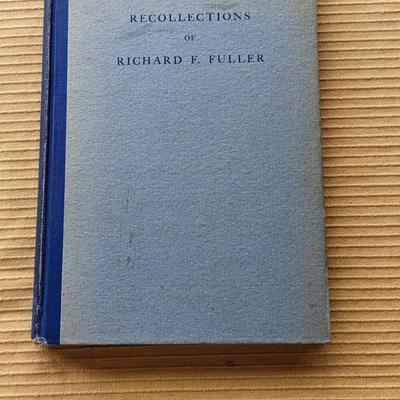 RECOLLECTIONS
OF
RICHARD F. FULLER